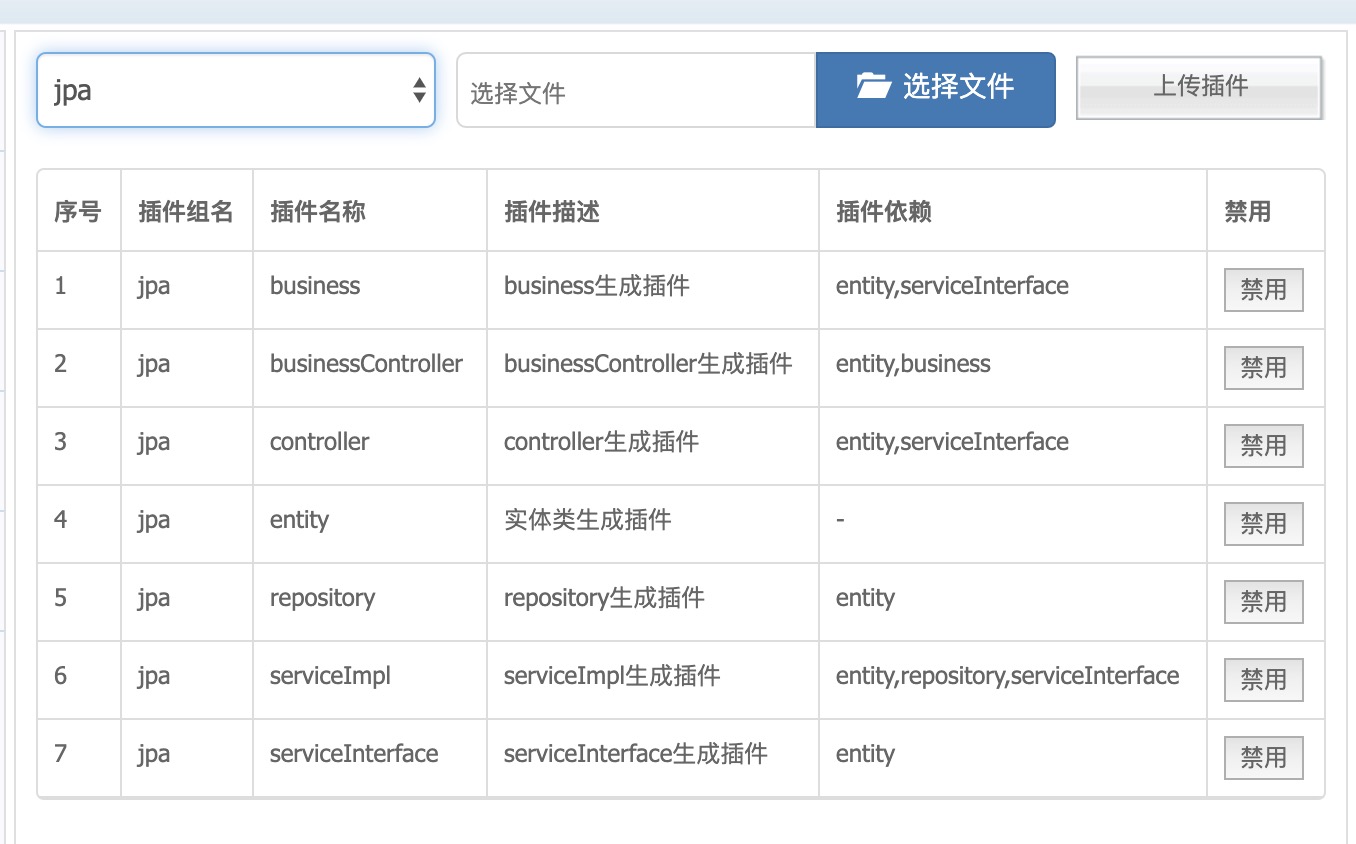 jpa 选择文件 选择文件 上传插件
序号 插件组名 插件名称 插件描述 插件依赖 禁用
1 jpa business business生成插件 entity,serviceInterface 禁用
2 jpa businessController businessController生成插件 entity,business 禁用
3 jpa controller controller生成插件 entity,serviceInterface 禁用
4 jpa entity 实体类生成插件 - 禁用
5 jpa repository repository生成插件 entity 禁用
6 jpa serviceImpl serviceImpl生成插件 entity,repository,serviceInterface 禁用
7 jpa serviceInterface serviceInterface生成插件 entity 禁用